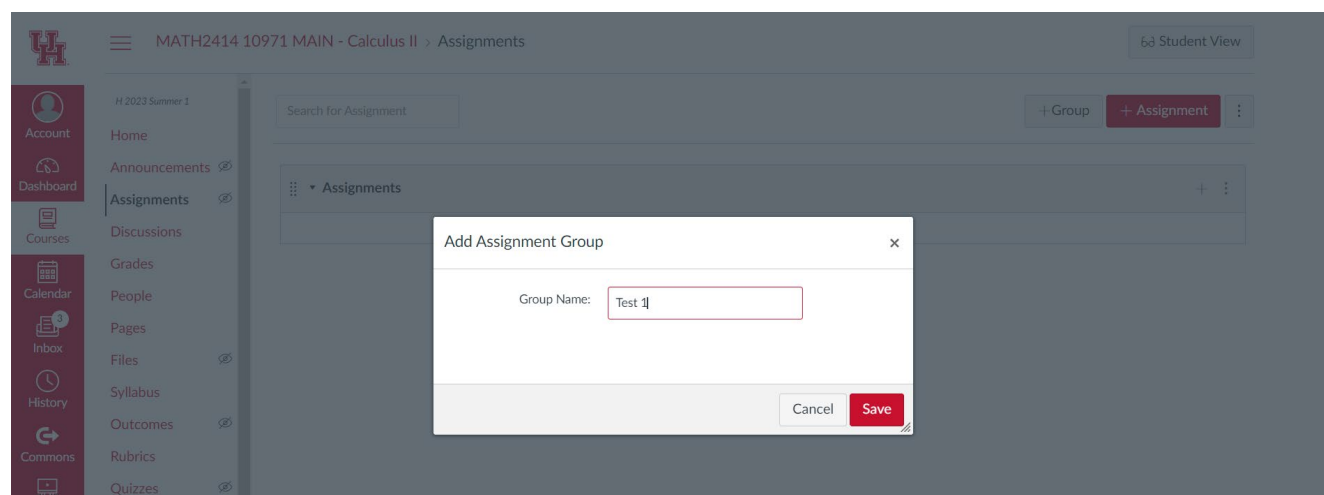 UH
MATH2414 10971 MAIN - Calculus II › Assignments
Student View
Account
Dashboard
Courses
Calendar
3
Inbox
History
Commons
H 2023 Summer 1
Home
Announcements
Assignments
Discussions
Grades
People
Pages
Files
Syllabus
Outcomes
Rubrics
Quizzes
Search for Assignment
+ Group
+ Assignment
Assignments
Add Assignment Group
×
Group Name:
Test 1
Cancel
Save